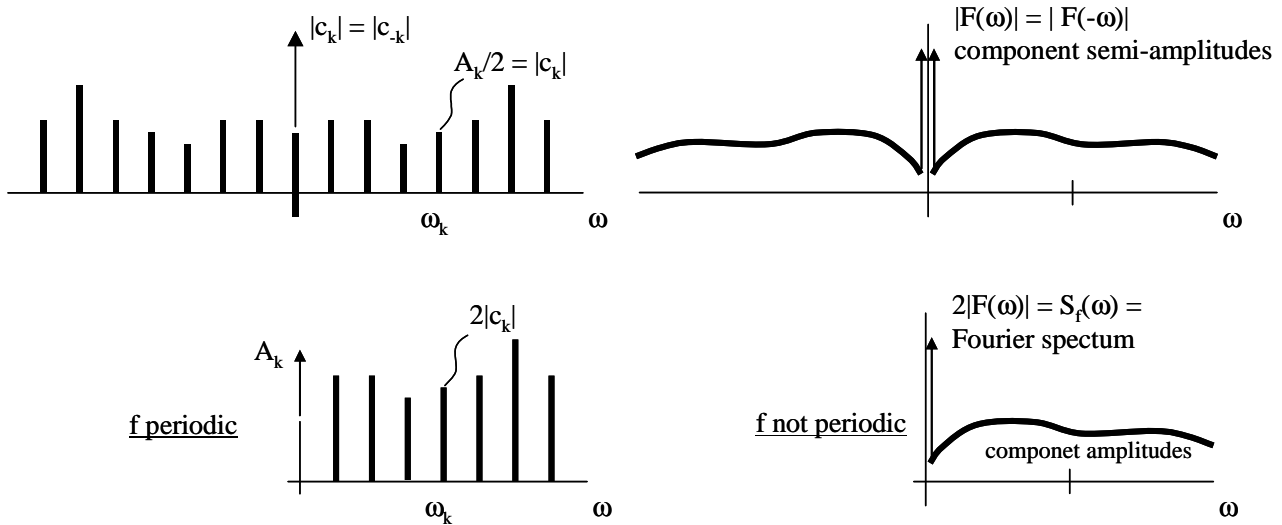 |c_k| = |c_-k|
A_k/2 = |c_k|
ω_k
ω
|F(ω)| = | F(-ω)|
component semi-amplitudes
ω
2|c_k|
A_k
f periodic
ω_k
ω
2|F(ω)| = S_f(ω) =
Fourier spectum
f not periodic
componet amplitudes
ω